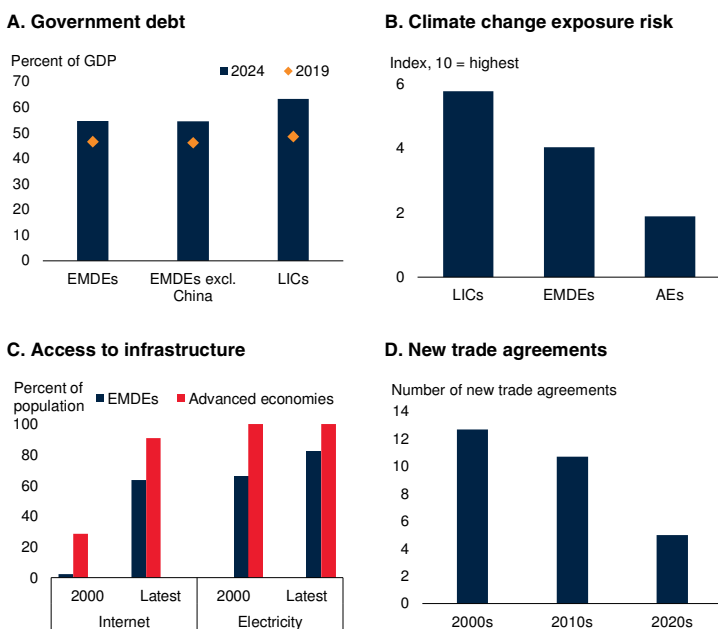 A. Government debt
Percent of GDP
2024 2019
70
60
50
40
30
20
10
0
EMDEs EMDEs excl. LICs
China
B. Climate change exposure risk
Index, 10 = highest
6
4
2
0
LICs EMDEs AEs
C. Access to infrastructure
Percent of
population
EMDEs Advanced economies
100
80
60
40
20
0
2000 Latest 2000 Latest
Internet Electricity
D. New trade agreements
Number of new trade agreements
14
12
10
8
6
4
2
0
2000s 2010s 2020s